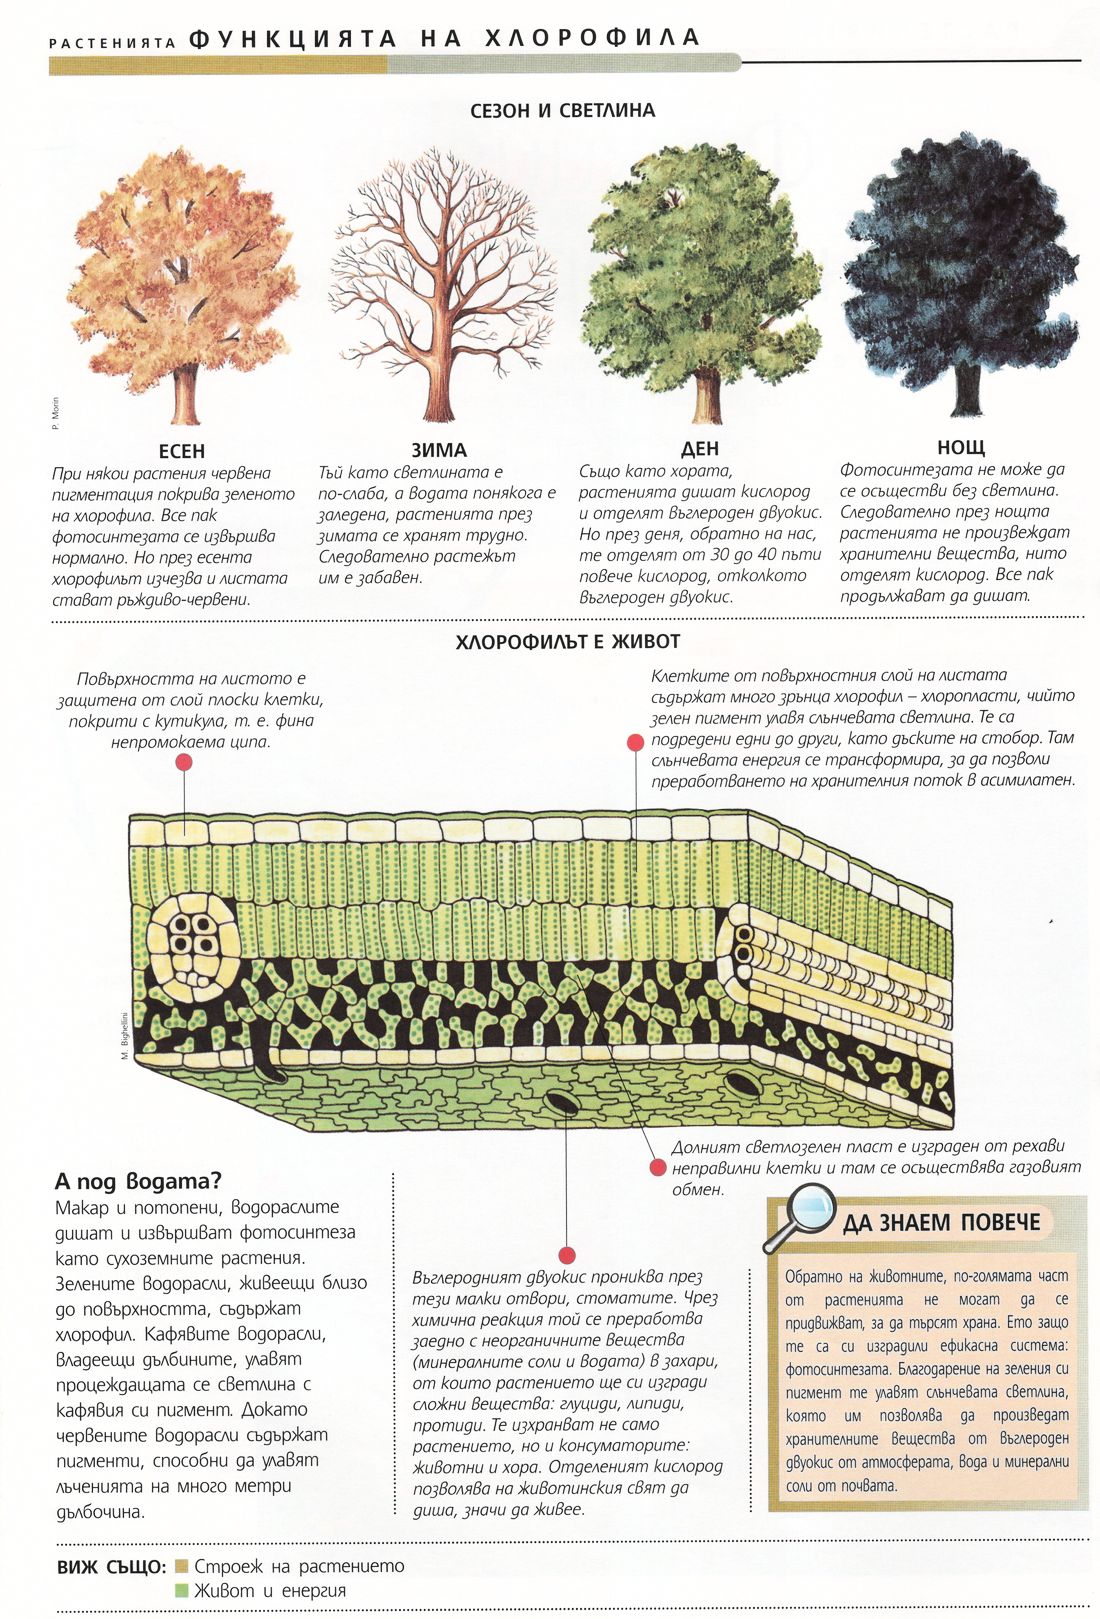 РАСТЕНИЯТА ФУНКЦИЯТА НА ХЛОРОФИЛА
СЕЗОН И СВЕТЛИНА
P. Morin
ЕСЕН
При някои растения червена
пигментация покрива зеленото
на хлорофила. Все пак
фотосинтезата се извършва
нормално. Но през есента
хлорофилът изчезва и листата
стават ръждиво-червени.
ЗИМА
Тъй като светлината е
по-слаба, а водата понякога е
заледена, растенията през
зимата се хранят трудно.
Следователно растежът
им е забавен.
ДЕН
Също като хората,
растенията дишат кислород
и отделят въглероден двуокис.
Но през деня, обратно на нас,
те отделят от 30 до 40 пъти
повече кислород, отколкото
въглероден двуокис.
НОЩ
Фотосинтезата не може да
се осъществи без светлина.
Следователно през нощта
растенията не произвеждат
хранителни вещества, нито
отделят кислород. Все пак
продължават да дишат.
ХЛОРОФИЛЪТ Е ЖИВОТ
Повърхността на листото е
защитена от слой плоски клетки,
покрити с кутикула, т. е. фина
непромокаема ципа.
Клетките от повърхностния слой на листата
съдържат много зрънца хлорофил – хлоропласти, чийто
зелен пигмент улавя слънчевата светлина. Те са
подредени едни до други, като дъските на стобор. Там
слънчевата енергия се трансформира, за да позволи
преработването на хранителния поток в асимилатен.
M. Bighellini
Долният светлозелен пласт е изграден от рехави
неправилни клетки и там се осъществява газовият
обмен.
А под водата?
Макар и потопени, водораслите
дишат и извършват фотосинтеза
като сухоземните растения.
Зелените водорасли, живеещи близо
до повърхността, съдържат
хлорофил. Кафявите водорасли,
владеещи дълбините, улавят
процеждащата се светлина с
кафявия си пигмент. Докато
червените водорасли съдържат
пигменти, способни да улавят
лъченията на много метри
дълбочина.
Въглеродният двуокис прониква през
тези малки отвори, стоматите. Чрез
химична реакция той се преработва
заедно с неорганичните вещества
(минералните соли и водата) в захари,
от които растението ще си изгради
сложни вещества: глуциди, липиди,
протиди. Те изхранват не само
растението, но и консуматорите:
животни и хора. Отделеният кислород
позволява на животинския свят да
диша, значи да живее.
ДА ЗНАЕМ ПОВЕЧЕ
Обратно на животните, по-голямата част
от растенията не могат да се
придвижват, за да търсят храна. Ето защо
те са си изградили ефикасна система:
фотосинтезата. Благодарение на зеления си
пигмент те улавят слънчевата светлина,
която им позволява да произведат
хранителните вещества от въглероден
двуокис от атмосферата, вода и минерални
соли от почвата.
ВИЖ СЪЩО: Строеж на растението
Живот и енергия